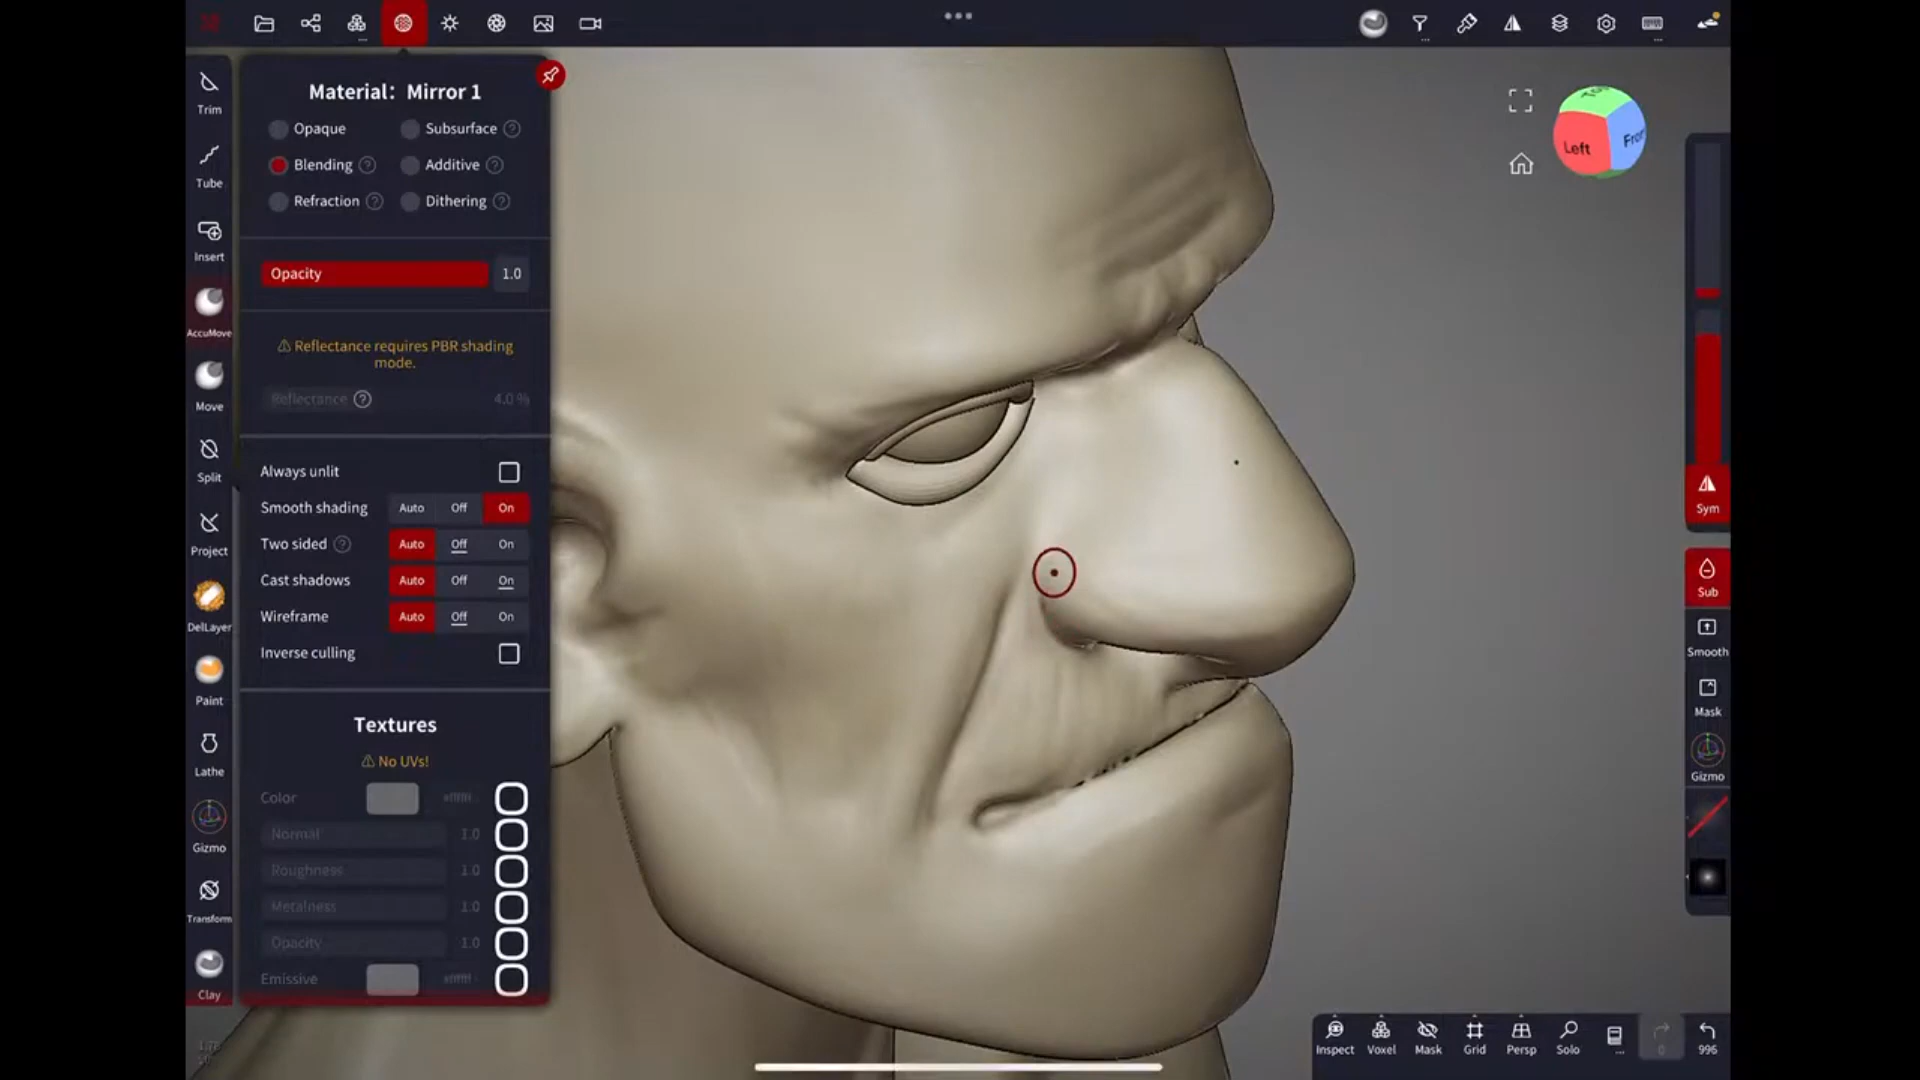 Material: Mirror 1
Opaque
Subsurface ?
Blending ?
Additive ?
Refraction ?
Dithering ?
Opacity 1.0
Reflectance requires PBR shading
mode.
Reflectance ? 4.0 %
Always unlit
Smooth shading Auto Off On
Two sided ? Auto Off On
Cast shadows Auto Off On
Wireframe Auto Off On
Inverse culling
Textures
No UVs!
Color
Normal 1.0
Roughness 1.0
Metalness 1.0
Opacity 1.0
Emissive
Trim
Tube
Insert
AccuMove
Move
Split
Project
DelLayer
Paint
Lathe
Gizmo
Transform
Clay
Left
Sym
Sub
Smooth
Mask
Gizmo
Inspect
Voxel
Mask
Grid
Persp
Solo
0
996